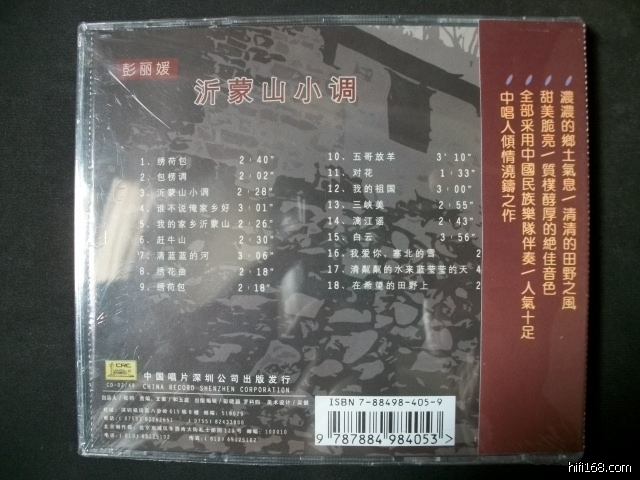 彭丽媛
沂蒙山小调
1. 绣荷包 2:40"
2. 包楞调 2:02"
3. 沂蒙山小调 2:28"
4. 谁不说俺家乡好 3:01"
5. 我的家乡沂蒙山 2:26"
6. 赶牛山 2:30"
7. 清蓝蓝的河 3:06"
8. 绣花曲 2:18"
9. 绣荷包 2:18"
10. 五哥放羊 3'10"
11. 对花 1:33"
12. 我的祖国 3:00"
13. 三峡美 2:55"
14. 漓江谣 2:43"
15. 白云 3:56"
16. 我爱你，塞北的雪 2
17. 清粼粼的水来蓝莹莹的天 4
18. 在希望的田野上 2
濃濃的鄉土氣息/清清的田野之風
甜美脆亮/質樸醇厚的絶佳音色
全部采用中國民族樂隊伴奏/人氣十足
中唱人傾情澆鑄之作
CRC
中国唱片深圳公司出版发行
CHINA RECORD SHENZHEN CORPORATION
ISBN 7-88498-405-9
9 787884 984053 >
hifi168.com